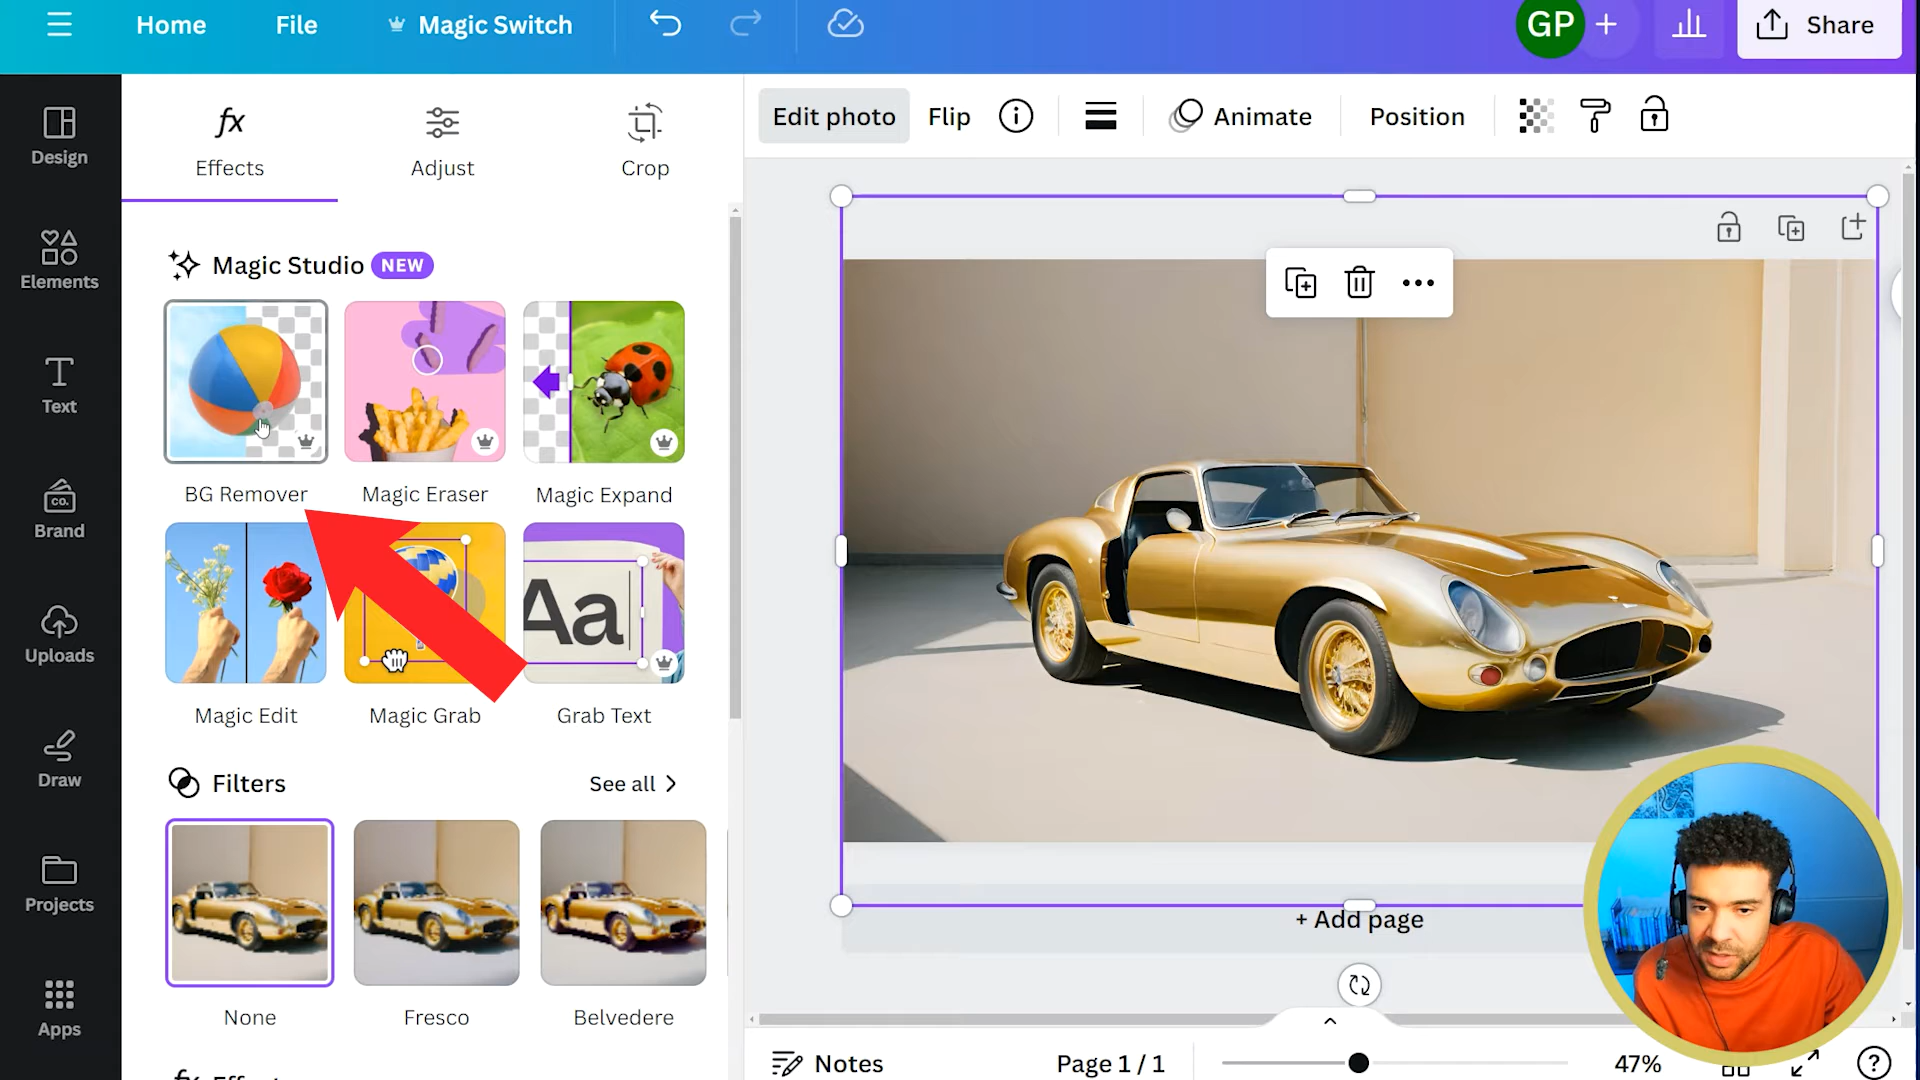 Home File Magic Switch GP Share
Design
Elements
Text
Brand
CO.
Uploads
Draw
Projects
Apps
fx
Effects Adjust Crop
Magic Studio NEW
BG Remover Magic Eraser Magic Expand
Aa
Magic Edit Magic Grab Grab Text
Filters See all
None Fresco Belvedere
Edit photo Flip Animate Position
+ Add page
Notes Page 1 / 1 47%